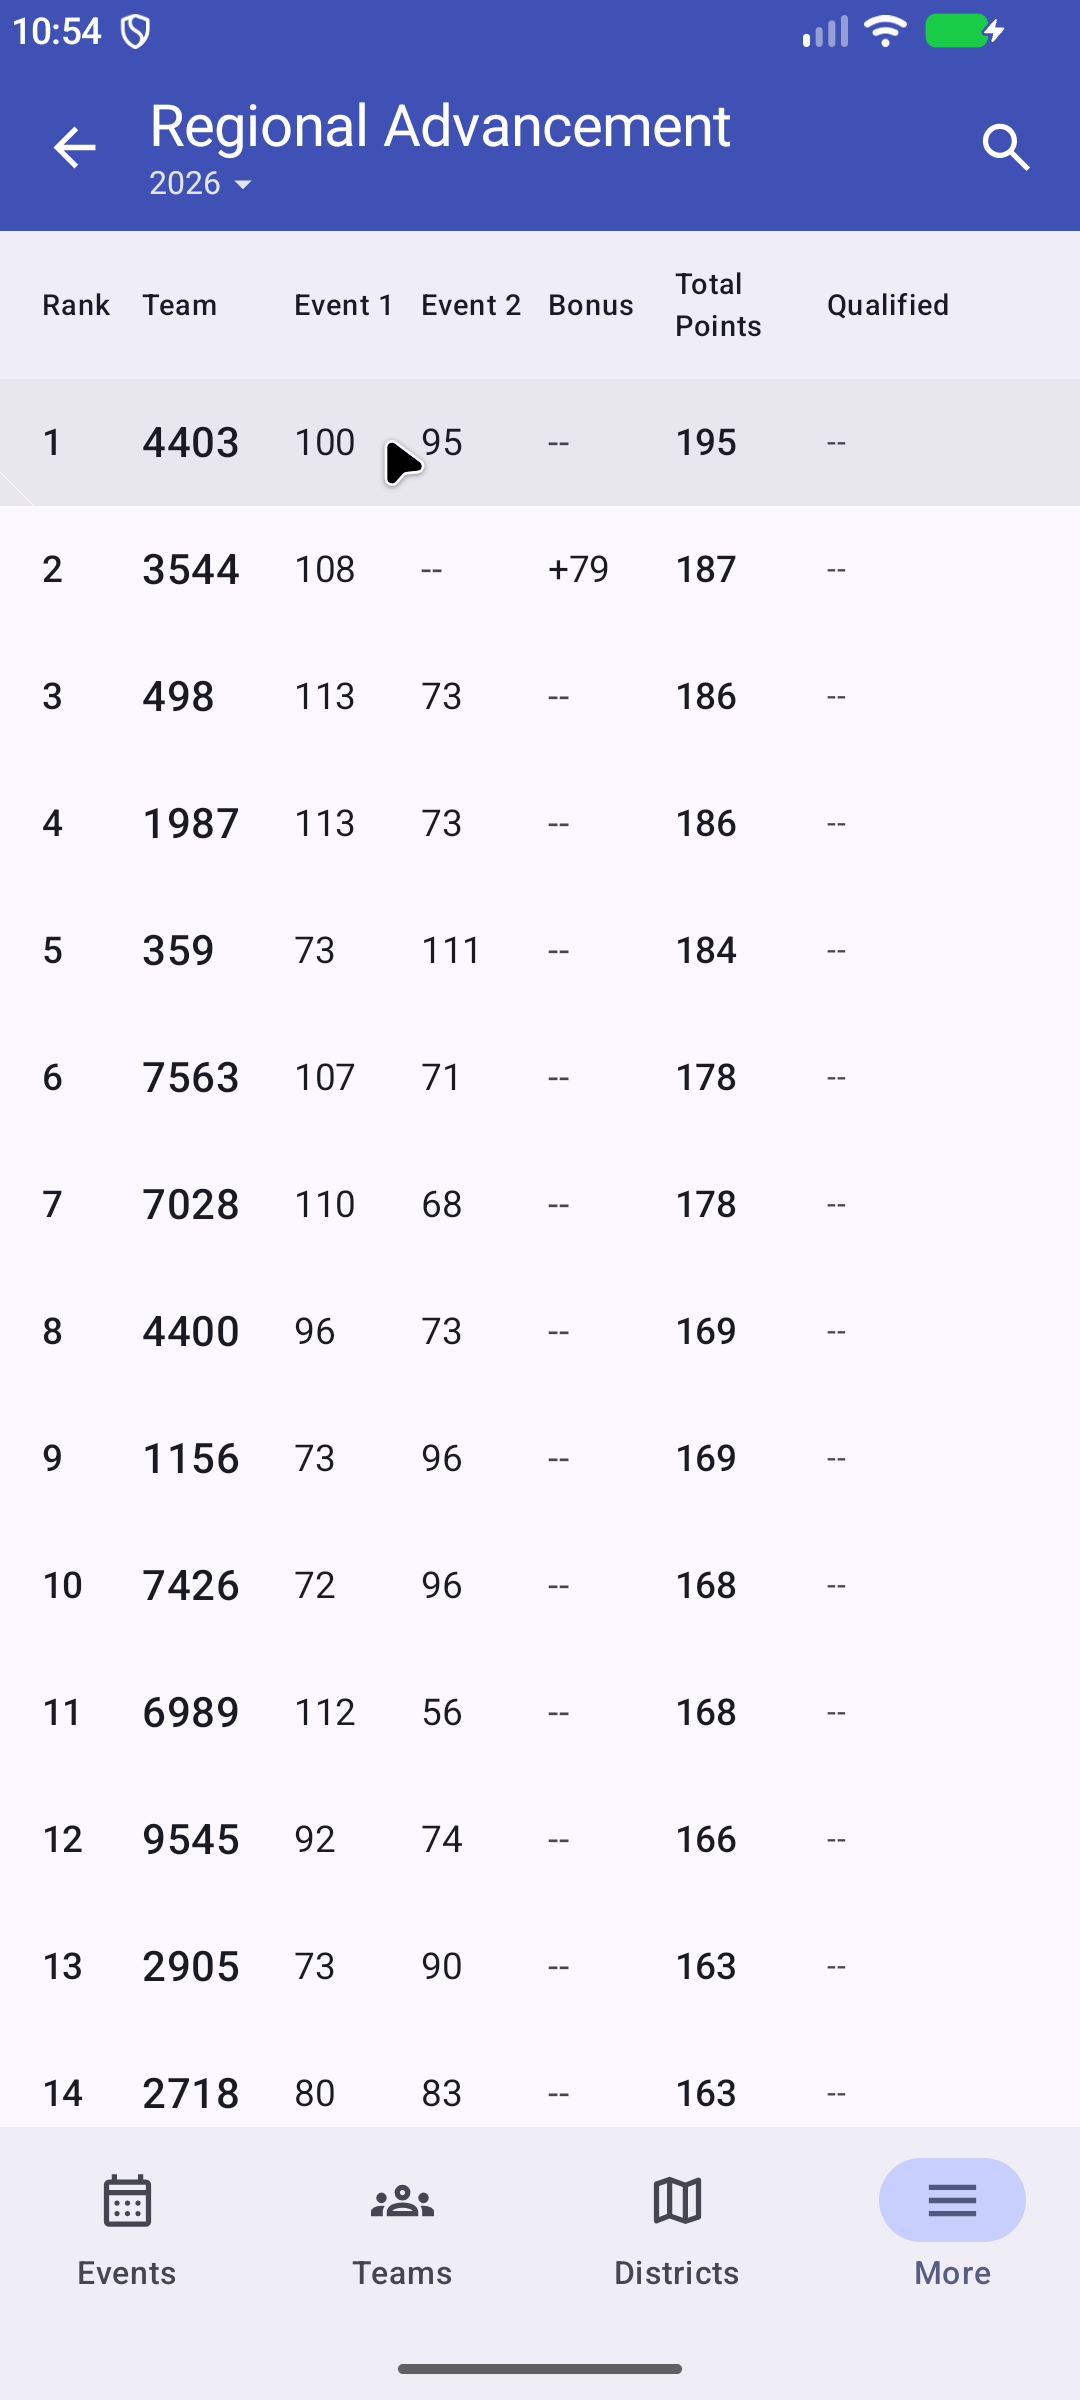 10:54
Regional Advancement
2026
Rank Team Event 1 Event 2 Bonus Total Points Qualified
1 4403 100 95 -- 195 --
2 3544 108 -- +79 187 --
3 498 113 73 -- 186 --
4 1987 113 73 -- 186 --
5 359 73 111 -- 184 --
6 7563 107 71 -- 178 --
7 7028 110 68 -- 178 --
8 4400 96 73 -- 169 --
9 1156 73 96 -- 169 --
10 7426 72 96 -- 168 --
11 6989 112 56 -- 168 --
12 9545 92 74 -- 166 --
13 2905 73 90 -- 163 --
14 2718 80 83 -- 163 --
Events Teams Districts More